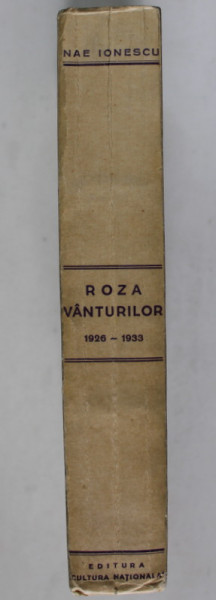 NAE IONESCU
ROZA
VÂNTURILOR
1926 – 1933
EDITURA
CULTURA NAȚIONALĂ